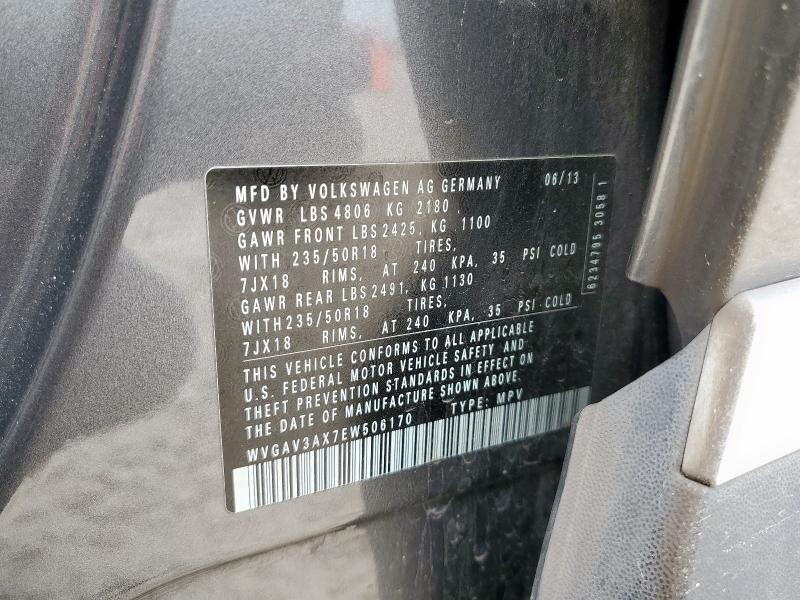 MFD BY VOLKSWAGEN AG GERMANY 06/13
GVWR LBS 4806 KG 2180
GAWR FRONT LBS 2425, KG 1100
WITH 235/50R18 TIRES,
7JX18 RIMS, AT 240 KPA, 35 PSI COLD
GAWR REAR LBS 2491, KG 1130
WITH 235/50R18 TIRES,
7JX18 RIMS, AT 240 KPA, 35 PSI COLD
THIS VEHICLE CONFORMS TO ALL APPLICABLE
U.S. FEDERAL MOTOR VEHICLE SAFETY AND
THEFT PREVENTION STANDARDS IN EFFECT ON
THE DATE OF MANUFACTURE SHOWN ABOVE.
WVGAV3AX7EW506170 TYPE: MPV
6234795 3058 1